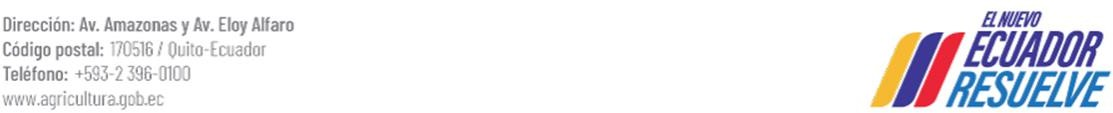 Dirección: Av. Amazonas y Av. Eloy Alfaro
Código postal: 170516 / Quito-Ecuador
Teléfono: +593-2 396-0100
www.agricultura.gob.ec
EL NUEVO
ECUADOR
RESUELVE